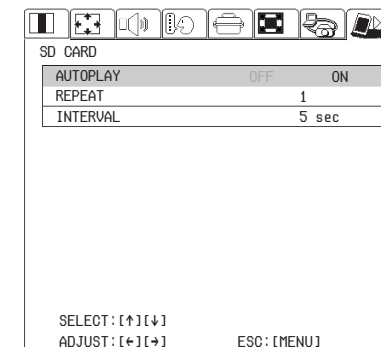 SD CARD
AUTOPLAY OFF ON
REPEAT 1
INTERVAL 5 sec
SELECT:[↑][↓]
ADJUST:[←][→] ESC:[MENU]